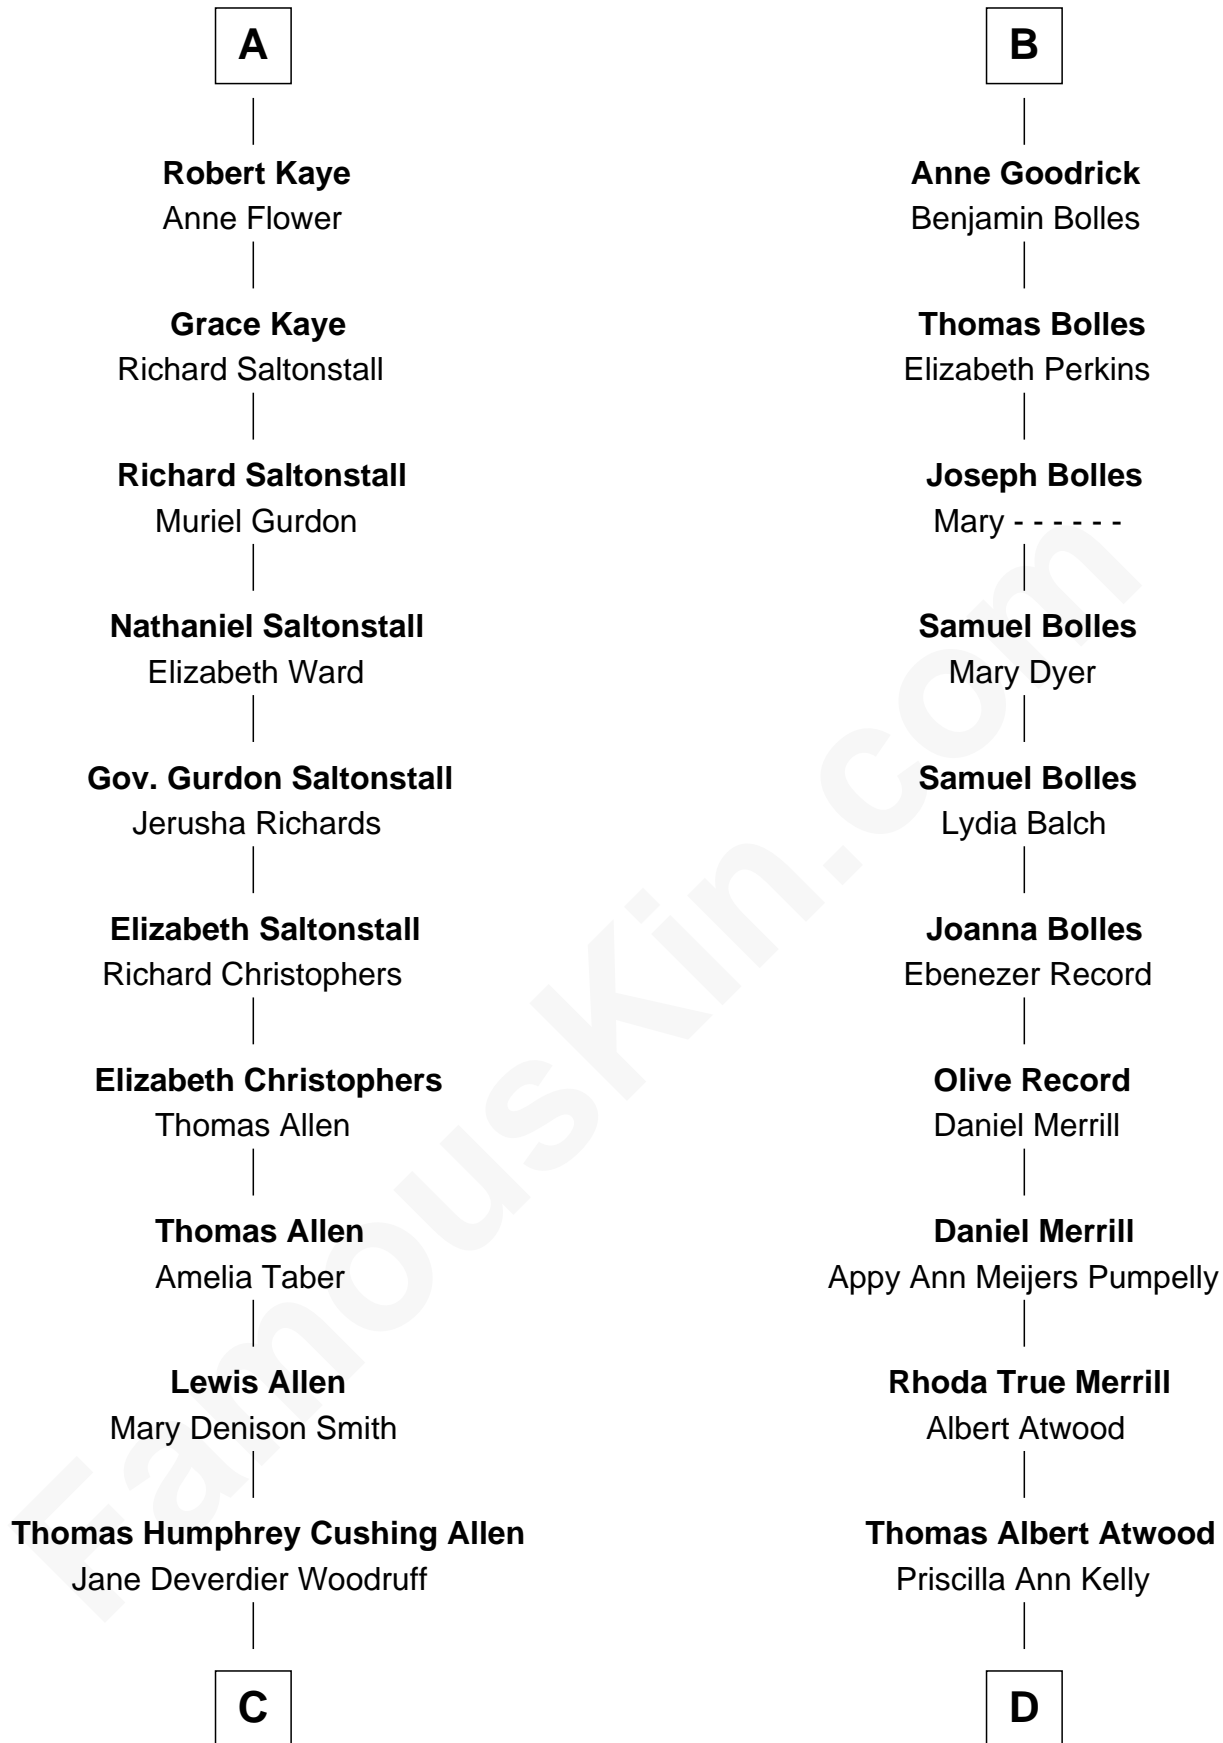 A
Robert Kaye
Anne Flower
Grace Kaye
Richard Saltonstall
Richard Saltonstall
Muriel Gurdon
Nathaniel Saltonstall
Elizabeth Ward
Gov. Gurdon Saltonstall
Jerusha Richards
Elizabeth Saltonstall
Richard Christophers
Elizabeth Christophers
Thomas Allen
Thomas Allen
Amelia Taber
Lewis Allen
Mary Denison Smith
Thomas Humphrey Cushing Allen
Jane Deverdier Woodruff
C
B
Anne Goodrick
Benjamin Bolles
Thomas Bolles
Elizabeth Perkins
Joseph Bolles
Mary - - - - - -
Samuel Bolles
Mary Dyer
Samuel Bolles
Lydia Balch
Joanna Bolles
Ebenezer Record
Olive Record
Daniel Merrill
Daniel Merrill
Appy Ann Meijers Pumpelly
Rhoda True Merrill
Albert Atwood
Thomas Albert Atwood
Priscilla Ann Kelly
D
FamousKin.com